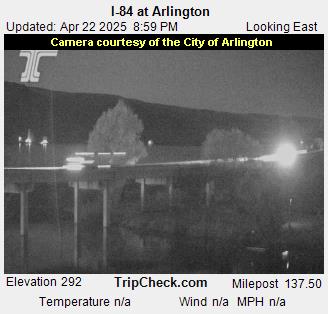 I-84 at Arlington
Updated: Apr 22 2025 8:59 PM Looking East
Camera courtesy of the City of Arlington
Elevation 292 TripCheck.com Milepost 137.50
Temperature n/a Wind n/a MPH n/a